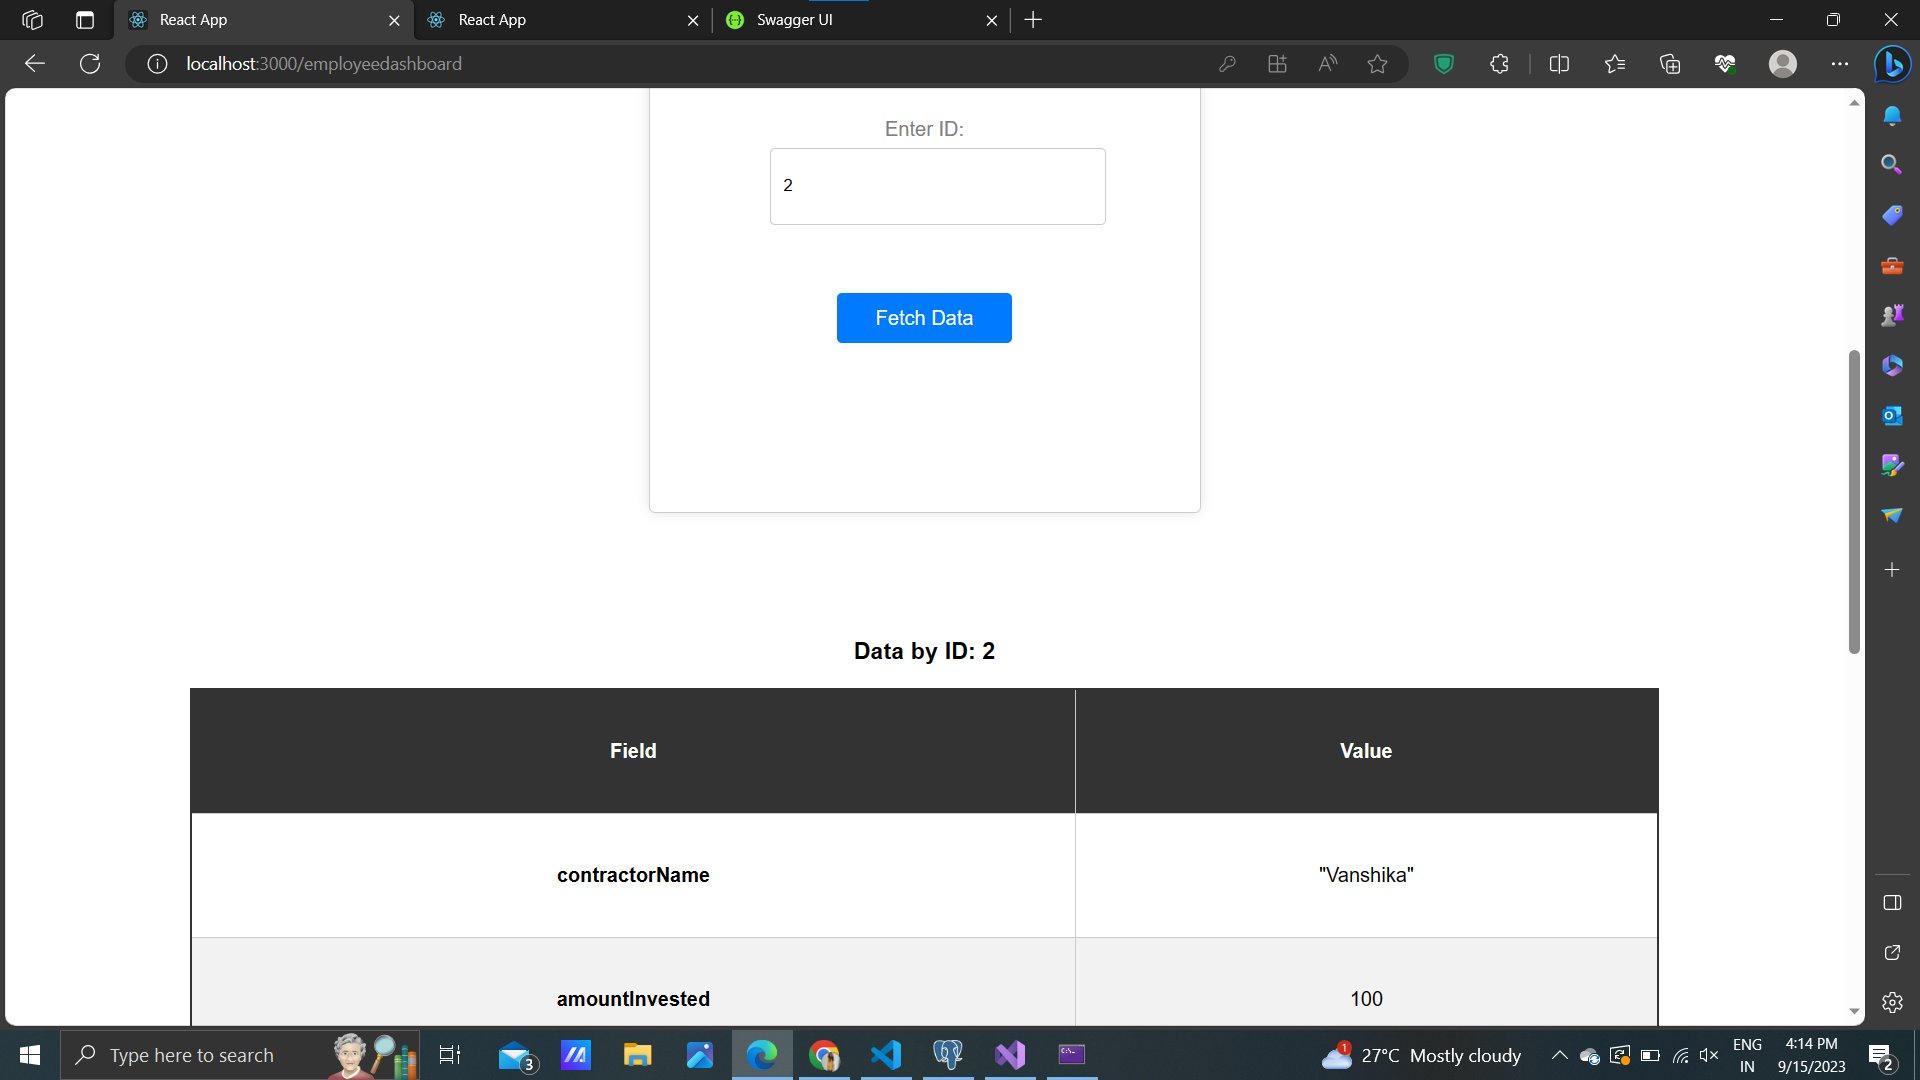 React App
React App
Swagger UI
localhost:3000/employeedashboard
Enter ID:
2
Fetch Data
Data by ID: 2
Field Value
contractorName "Vanshika"
amountInvested 100
Type here to search
3
1
27°C Mostly cloudy
ENG
IN
4:14 PM
9/15/2023
2